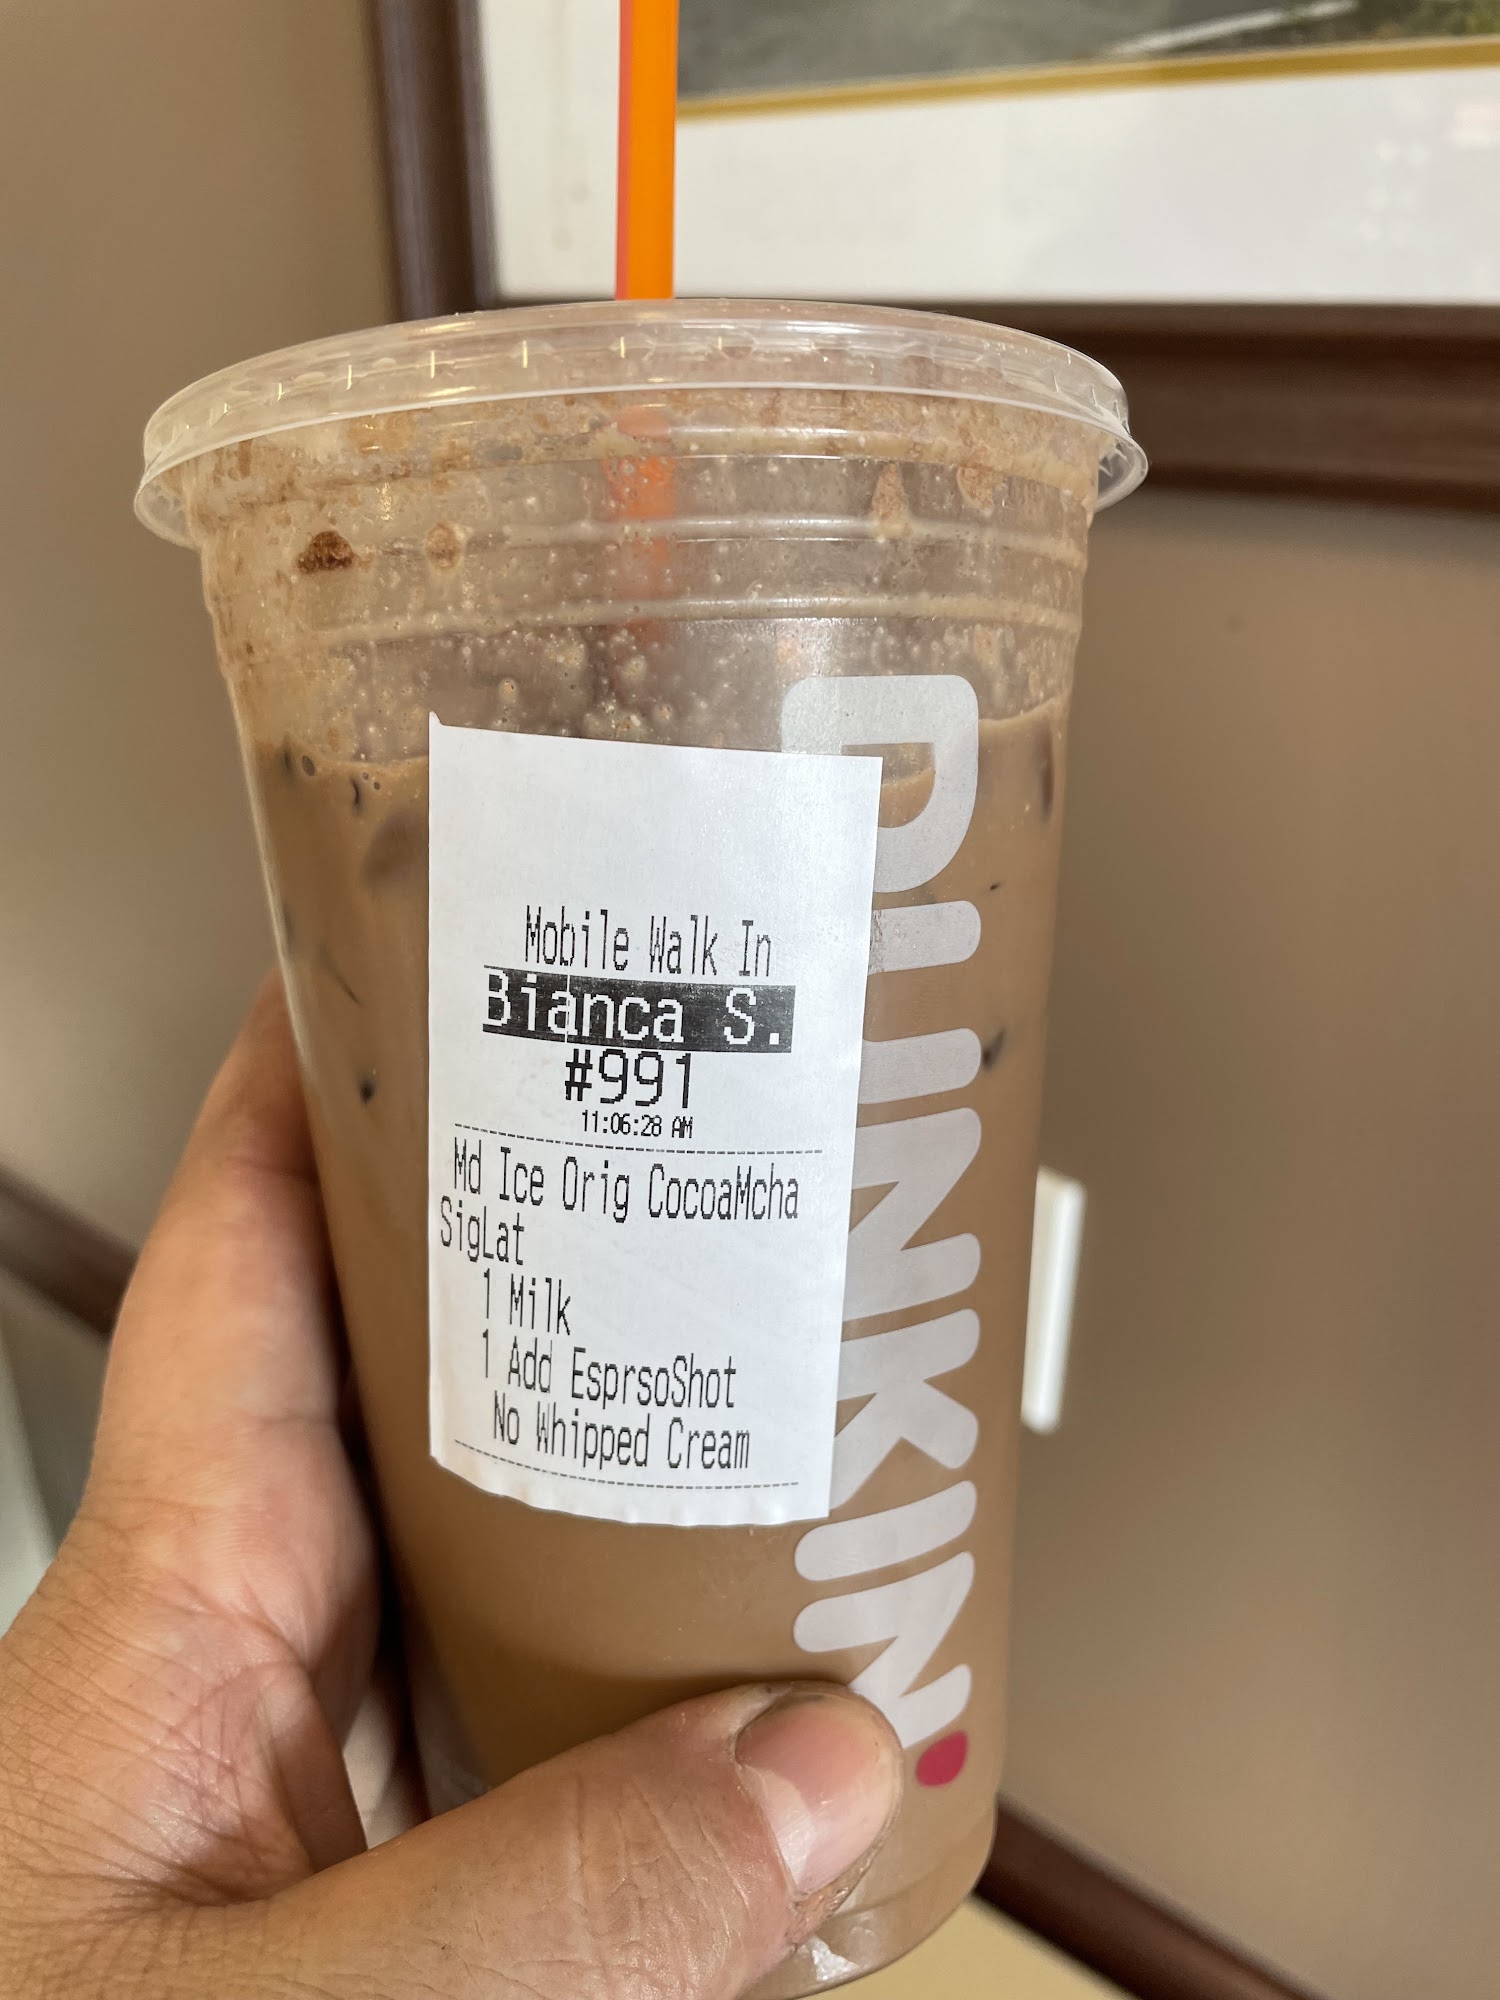 Mobile Walk In
Bianca S.
#991
11:06:28 AM
Md Ice Orig CocoaMcha
SigLat
1 Milk
1 Add EsprsoShot
No Whipped Cream
DUNKIN